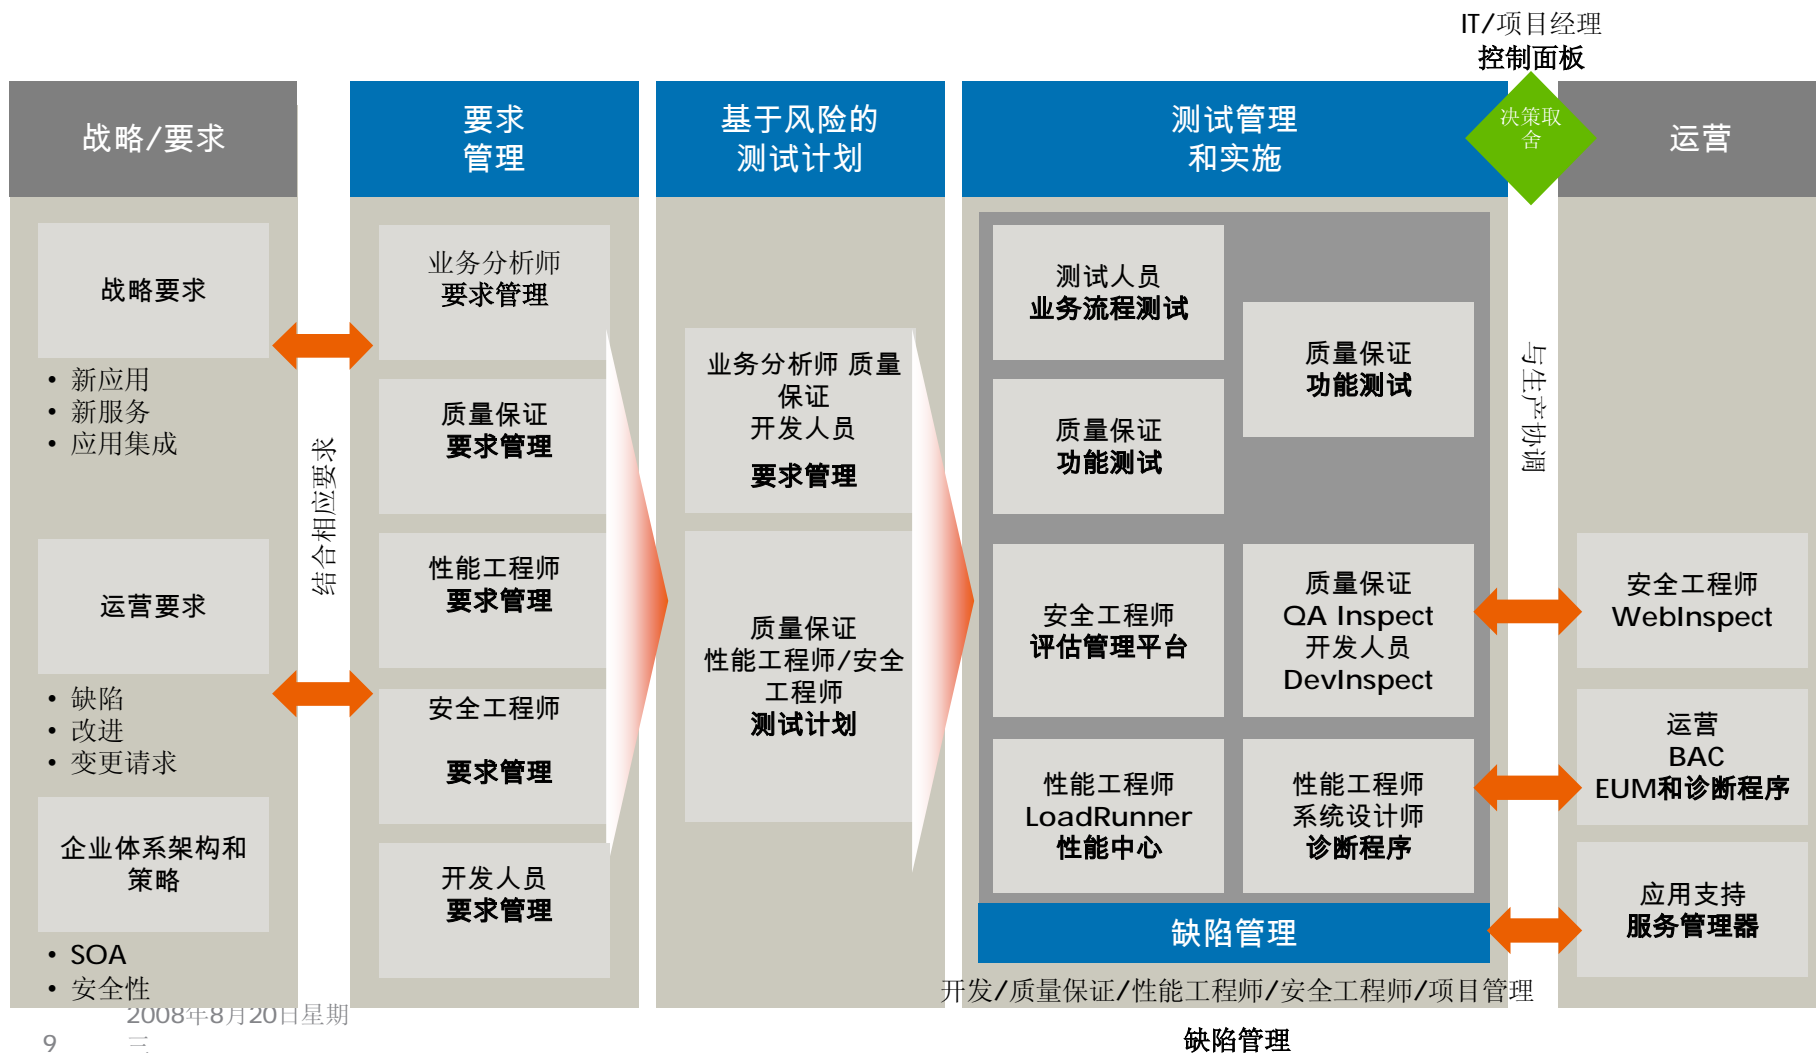 IT/项目经理
控制面板
战略/要求
要求
管理
基于风险的
测试计划
测试管理
和实施
决策取
舍
运营
战略要求
• 新应用
• 新服务
• 应用集成
运营要求
• 缺陷
• 改进
• 变更请求
企业体系架构和
策略
• SOA
• 安全性
结合相应要求
业务分析师
要求管理
质量保证
要求管理
性能工程师
要求管理
安全工程师
要求管理
开发人员
要求管理
业务分析师 质量
保证
开发人员
要求管理
质量保证
性能工程师/安全
工程师
测试计划
测试人员
业务流程测试
质量保证
功能测试
质量保证
功能测试
安全工程师
评估管理平台
质量保证
QA Inspect
开发人员
DevInspect
性能工程师
LoadRunner
性能中心
性能工程师
系统设计师
诊断程序
缺陷管理
开发/质量保证/性能工程师/安全工程师/项目管理
缺陷管理
与生产协调
安全工程师
WebInspect
运营
BAC
EUM和诊断程序
应用支持
服务管理器
2008年8月20日星期
三
9